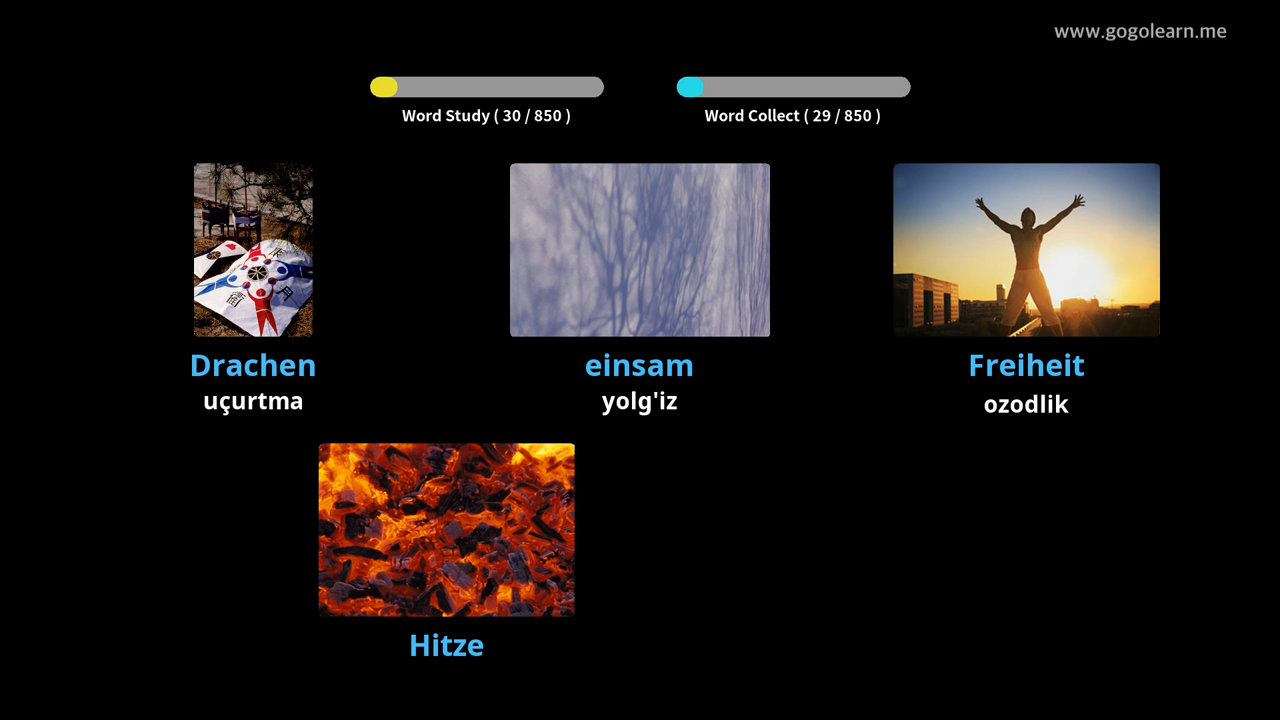 www.gogolearn.me
Word Study ( 30 / 850 )
Word Collect ( 29 / 850 )
Drachen
uçurtma
einsam
yolg'iz
Freiheit
ozodlik
Hitze